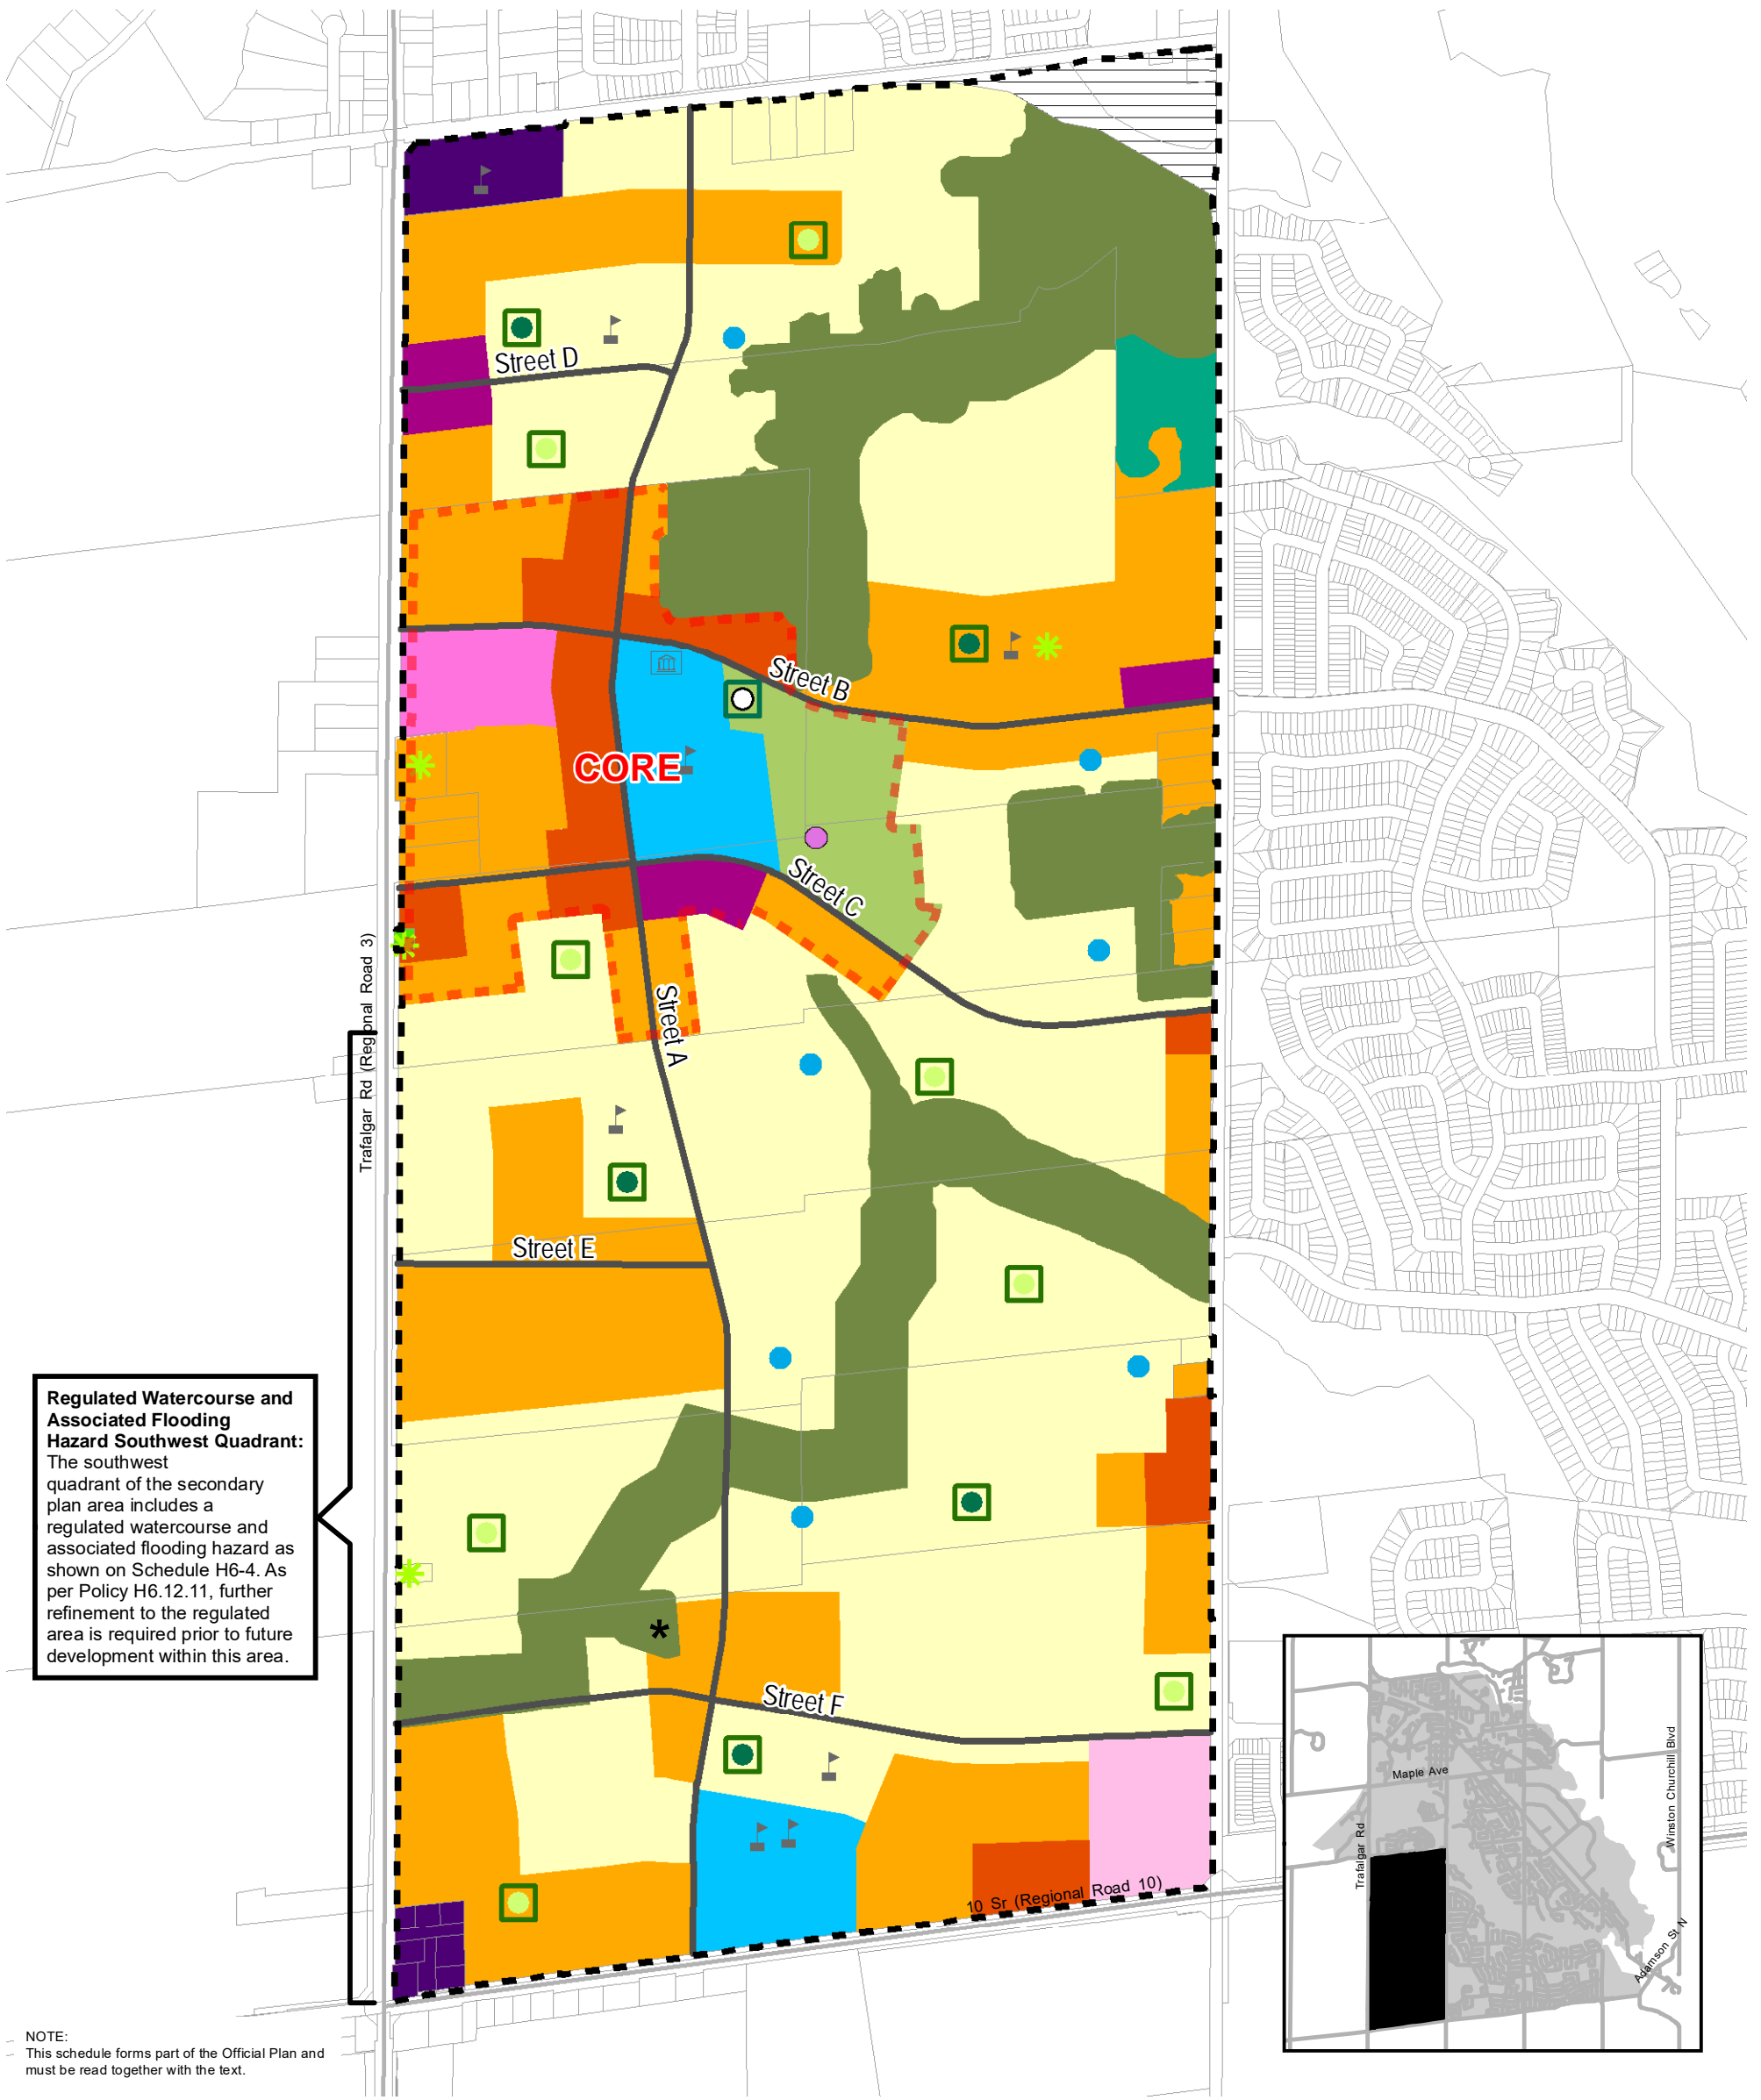 Street D
Street B
CORE
Street C
Trafalgar Rd (Regional Road 3)
Street A
Street E
Regulated Watercourse and
Associated Flooding
Hazard Southwest Quadrant:
The southwest
quadrant of the secondary
plan area includes a
regulated watercourse and
associated flooding hazard as
shown on Schedule H6-4. As
per Policy H6.12.11, further
refinement to the regulated
area is required prior to future
development within this area.
*
Street F
10 Sr (Regional Road 10)
Maple Ave
Trafalgar Rd
Winston Churchill Blvd
Adamson St N
NOTE:
This schedule forms part of the Official Plan and
must be read together with the text.